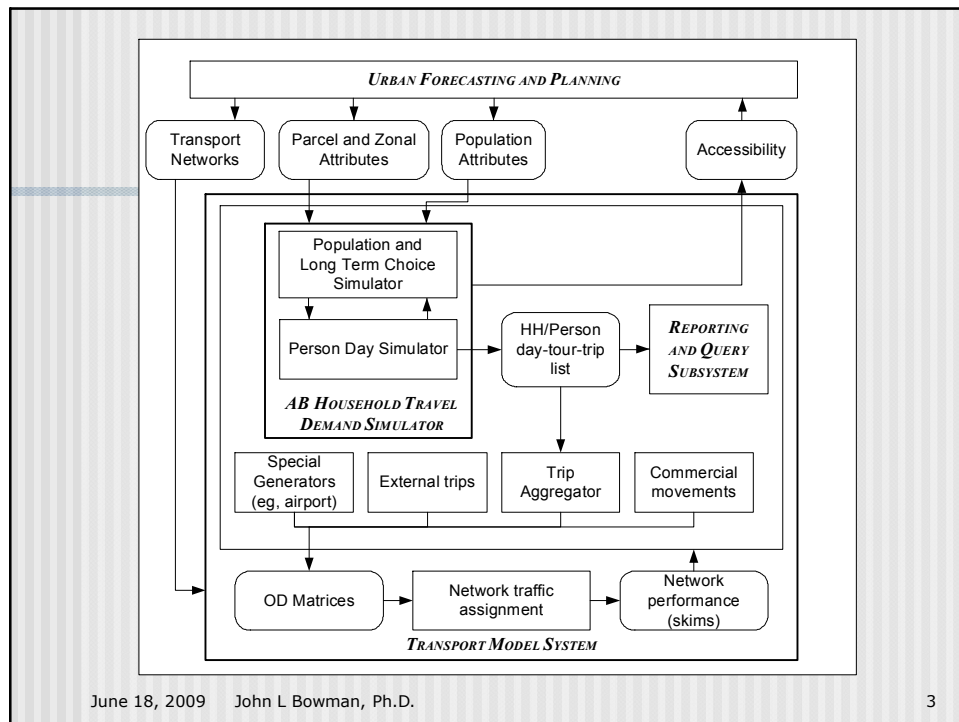 URBAN FORECASTING AND PLANNING
Transport
Networks
Parcel and Zonal
Attributes
Population
Attributes
Accessibility
Population and
Long Term Choice
Simulator
Person Day Simulator
AB HOUSEHOLD TRAVEL
DEMAND SIMULATOR
HH/Person
day-tour-trip
list
REPORTING
AND QUERY
SUBSYSTEM
Special
Generators
(eg, airport)
External trips
Trip
Aggregator
Commercial
movements
OD Matrices
Network traffic
assignment
Network
performance
(skims)
TRANSPORT MODEL SYSTEM
June 18, 2009 John L Bowman, Ph.D. 3